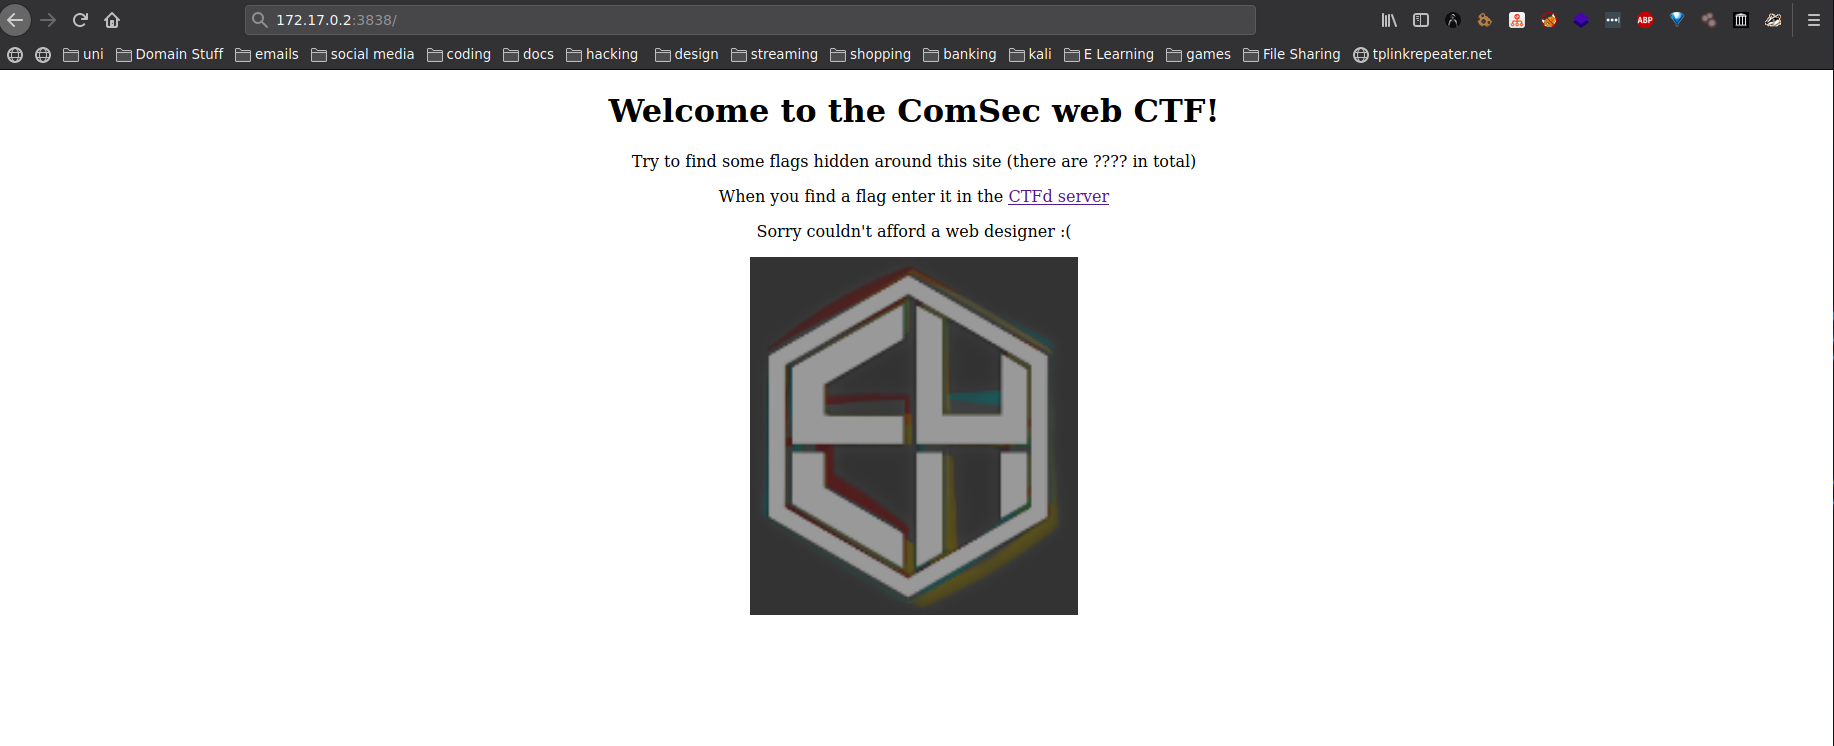 172.17.0.2:3838/
ABP
uni Domain Stuff emails social media coding docs hacking design streaming shopping banking kali E Learning games File Sharing tplinkrepeater.net
Welcome to the ComSec web CTF!
Try to find some flags hidden around this site (there are ???? in total)
When you find a flag enter it in the CTFd server
Sorry couldn't afford a web designer :(